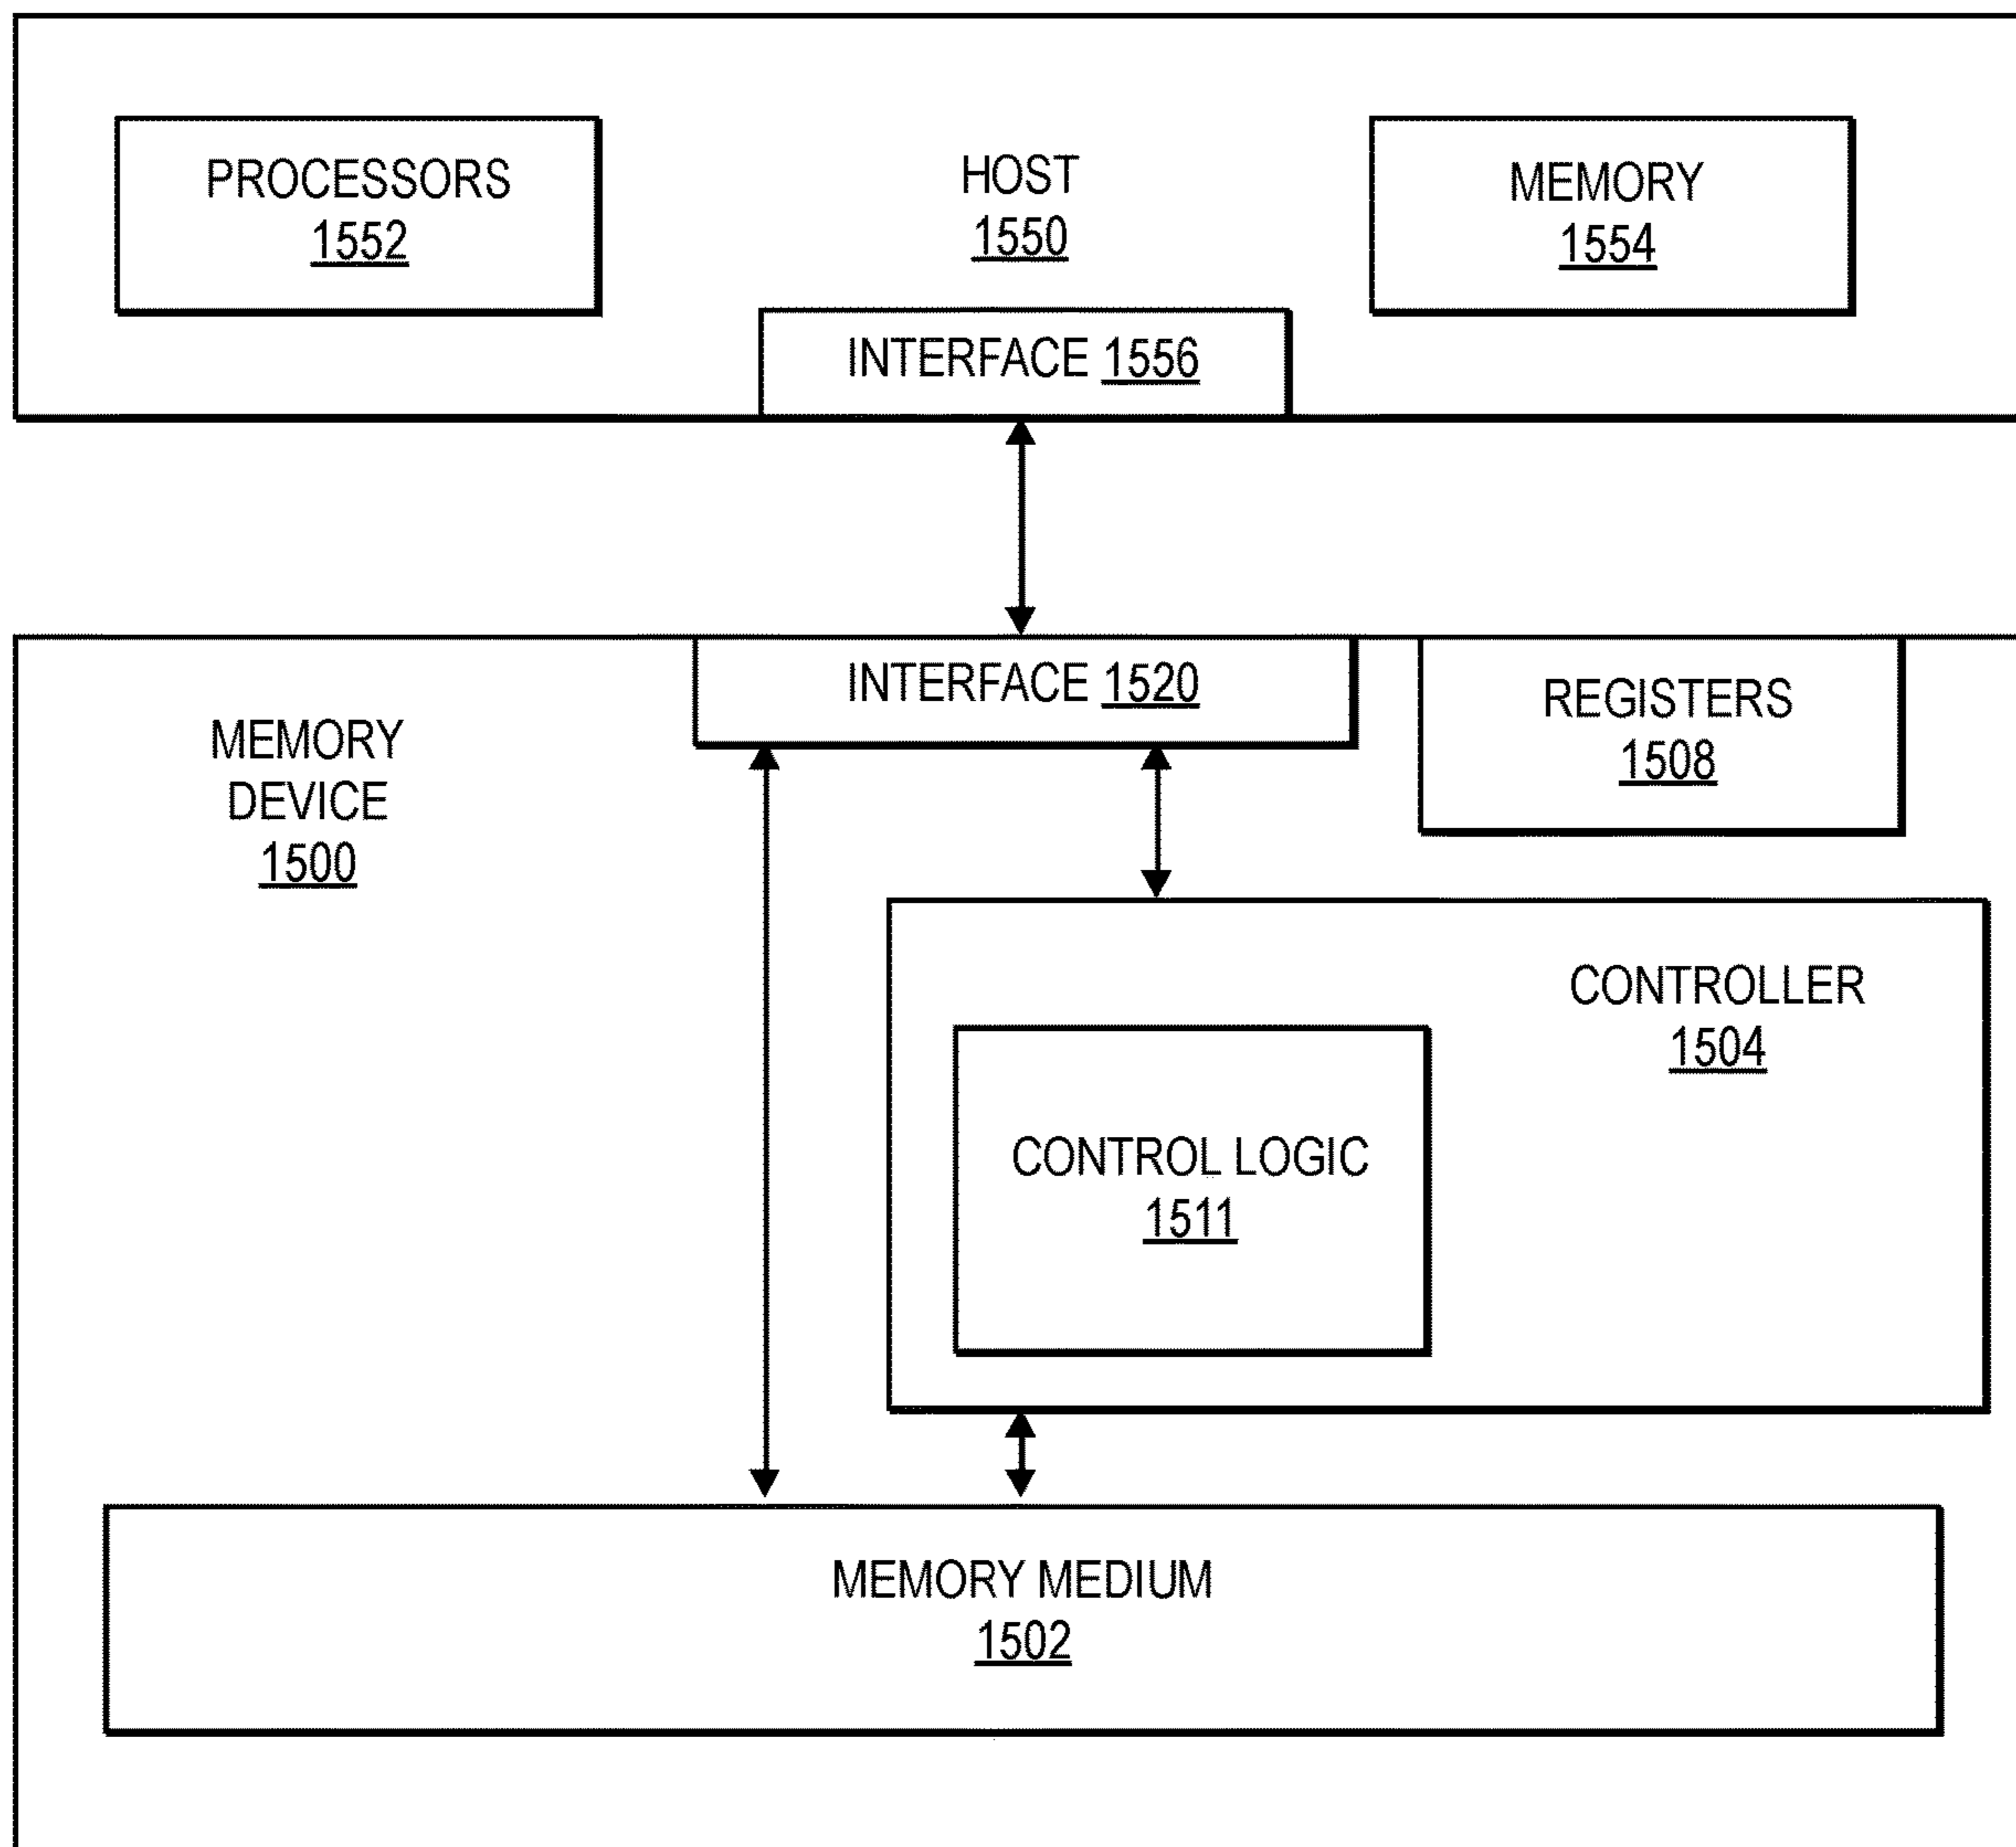 PROCESSORS
1552
HOST
1550
MEMORY
1554
INTERFACE 1556
INTERFACE 1520
REGISTERS
1508
MEMORY
DEVICE
1500
CONTROLLER
1504
CONTROL LOGIC
1511
MEMORY MEDIUM
1502